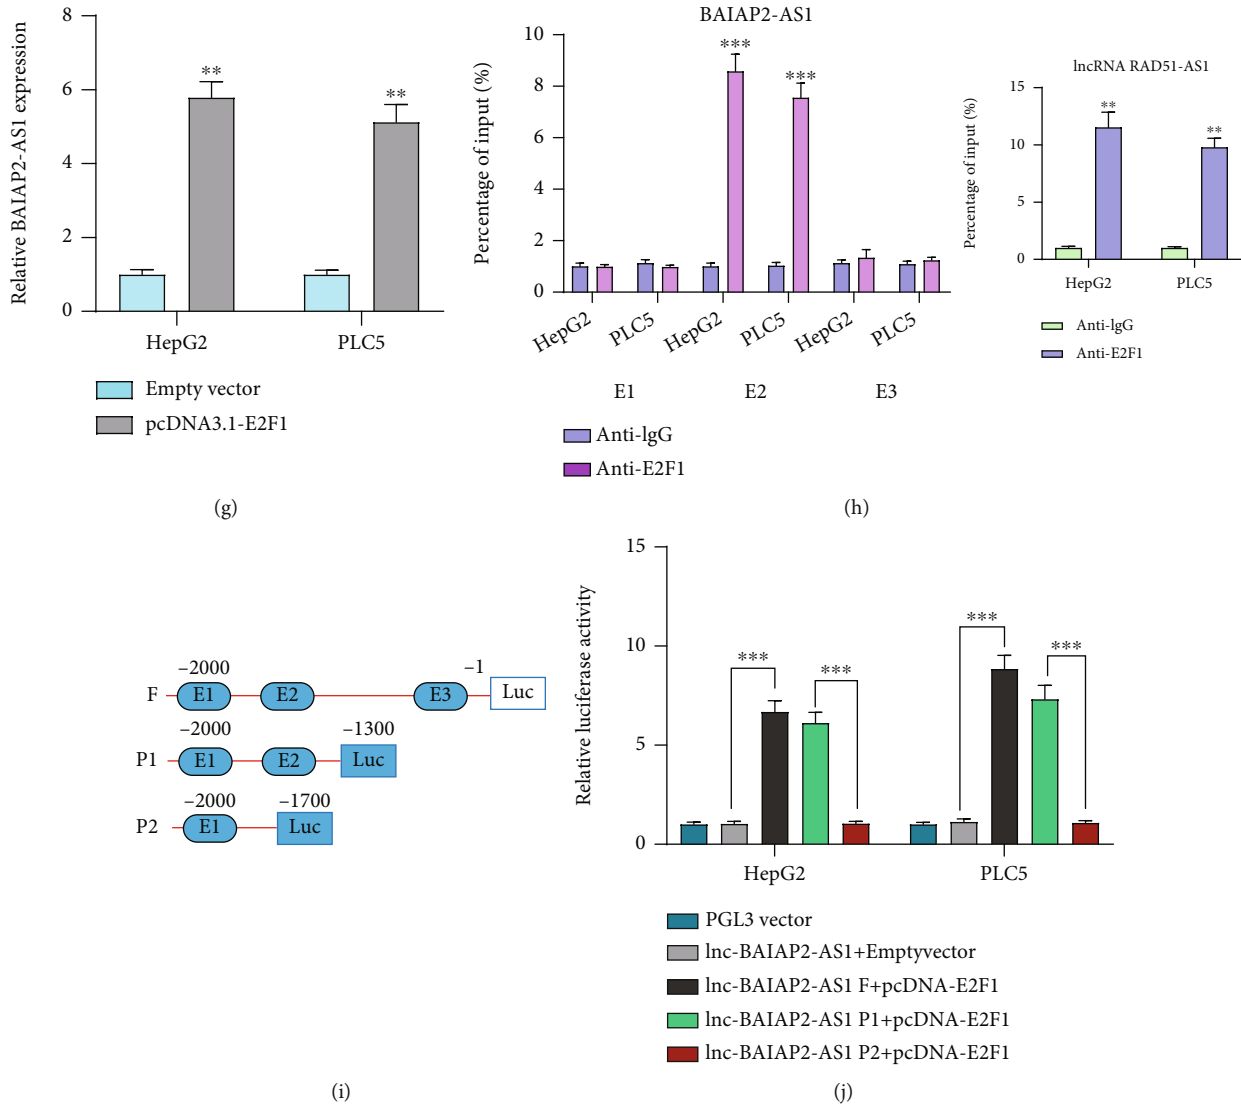 Relative BAIAP2-AS1 expression
8
6
4
2
0
**
**
HepG2
PLC5
Empty vector
pcDNA3.1-E2F1
(g)
BAIAP2-AS1
Percentage of input (%)
10
8
6
4
2
0
***
***
HepG2
PLC5
HepG2
PLC5
HepG2
PLC5
E1
E2
E3
Anti-lgG
Anti-E2F1
lncRNA RAD51-AS1
Percentage of input (%)
15
10
5
0
**
**
HepG2
PLC5
Anti-lgG
Anti-E2F1
(h)
–2000
–1
F
E1
E2
E3
Luc
–2000
–1300
P1
E1
E2
Luc
–2000
–1700
P2
E1
Luc
(i)
Relative luciferase activity
15
10
5
0
***
***
***
***
HepG2
PLC5
PGL3 vector
lnc-BAIAP2-AS1+Emptyvector
lnc-BAIAP2-AS1 F+pcDNA-E2F1
lnc-BAIAP2-AS1 P1+pcDNA-E2F1
lnc-BAIAP2-AS1 P2+pcDNA-E2F1
(j)